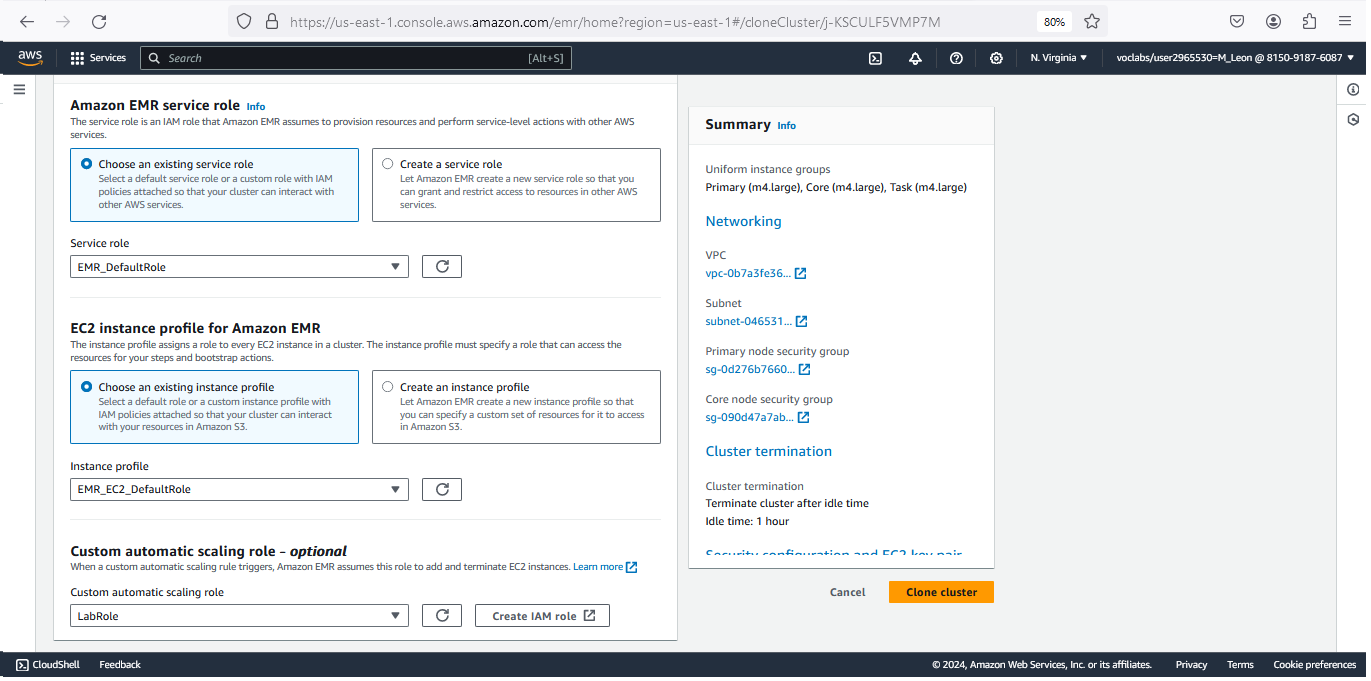 https://us-east-1.console.aws.amazon.com/emr/home?region=us-east-1#/cloneCluster/j-KSCULF5VMP7M
80%
aws
Services
Search
[Alt+S]
N. Virginia
voclabs/user2965530=M_Leon @ 8150-9187-6087
Amazon EMR service role Info
The service role is an IAM role that Amazon EMR assumes to provision resources and perform service-level actions with other AWS
services.
Choose an existing service role
Select a default service role or a custom role with IAM
policies attached so that your cluster can interact with
other AWS services.
Create a service role
Let Amazon EMR create a new service role so that you
can grant and restrict access to resources in other AWS
services.
Service role
EMR_DefaultRole
EC2 instance profile for Amazon EMR
The instance profile assigns a role to every EC2 instance in a cluster. The instance profile must specify a role that can access the
resources for your steps and bootstrap actions.
Choose an existing instance profile
Select a default role or a custom instance profile with
IAM policies attached so that your cluster can interact
with your resources in Amazon S3.
Create an instance profile
Let Amazon EMR create a new instance profile so that
you can specify a custom set of resources for it to access
in Amazon S3.
Instance profile
EMR_EC2_DefaultRole
Custom automatic scaling role - optional
When a custom automatic scaling rule triggers, Amazon EMR assumes this role to add and terminate EC2 instances. Learn more
Custom automatic scaling role
LabRole
Create IAM role
Summary Info
Uniform instance groups
Primary (m4.large), Core (m4.large), Task (m4.large)
Networking
VPC
vpc-0b7a3fe36...
Subnet
subnet-046531...
Primary node security group
sg-0d276b7660...
Core node security group
sg-090d47a7ab...
Cluster termination
Cluster termination
Terminate cluster after idle time
Idle time: 1 hour
Security configuration and EC2 key pair
Cancel
Clone cluster
CloudShell
Feedback
© 2024, Amazon Web Services, Inc. or its affiliates.
Privacy
Terms
Cookie preferences